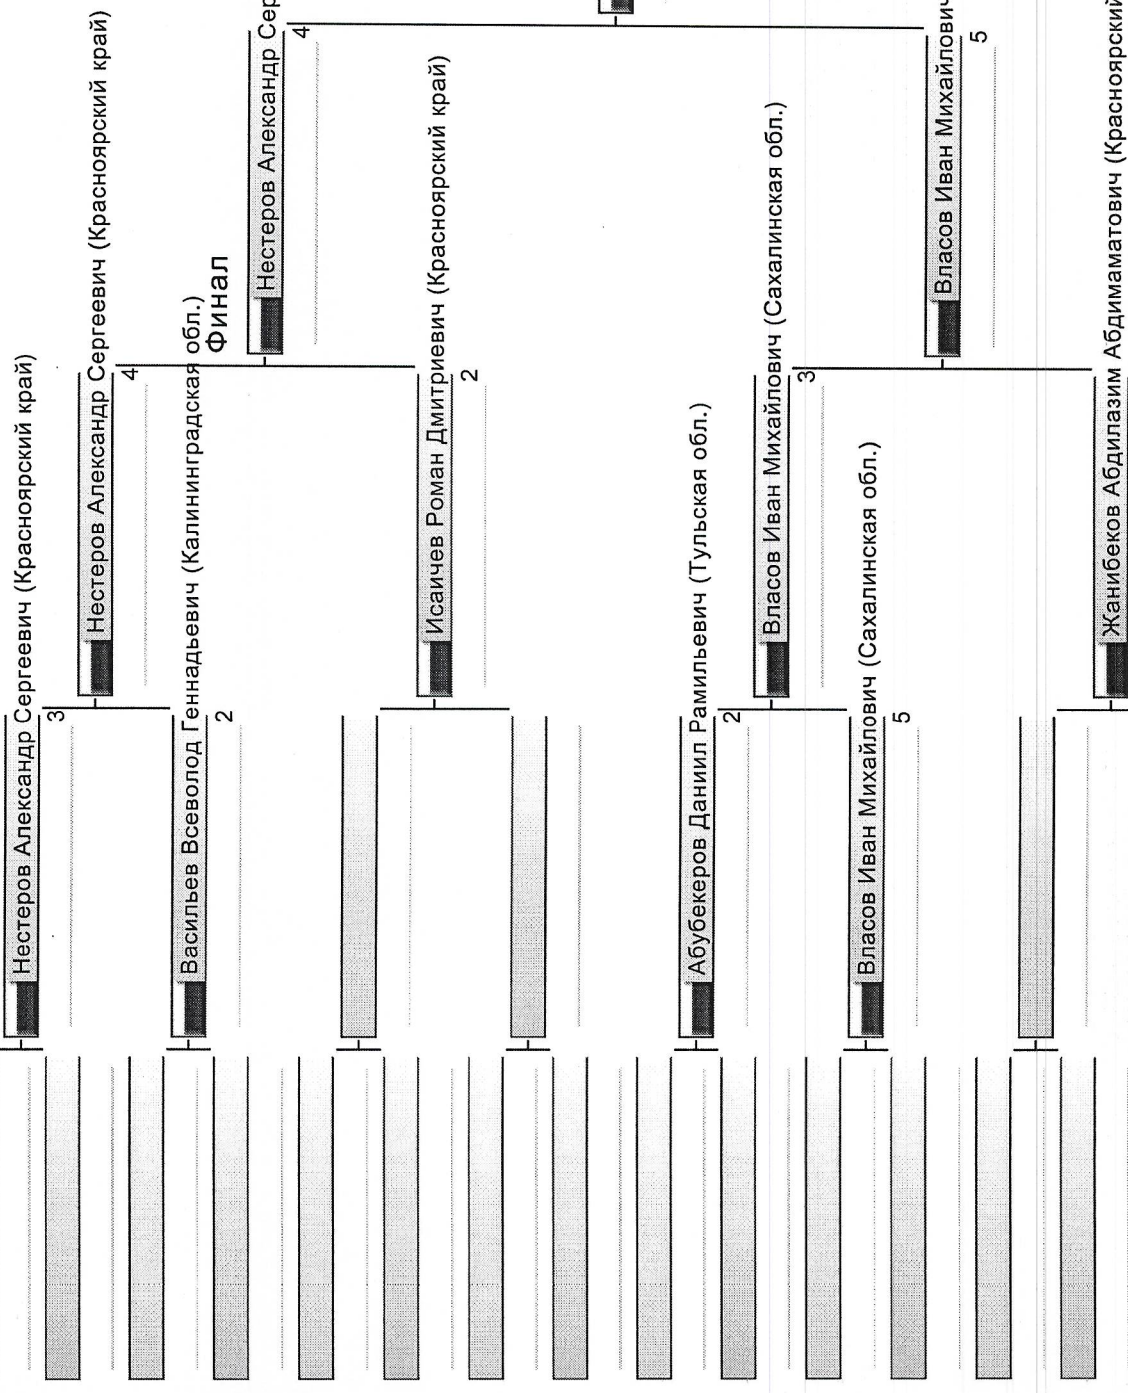 Нестеров Александр Сергеевич (Красноярский край)
3
Васильев Всеволод Геннадьевич (Калининградская обл.)
2
Абубекеров Даниил Рамильевич (Тульская обл.)
2
Власов Иван Михайлович (Сахалинская обл.)
5
Нестеров Александр Сергеевич (Красноярский край)
4
Исаичев Роман Дмитриевич (Красноярский край)
2
Власов Иван Михайлович (Сахалинская обл.)
3
Жанибеков Абдилазим Абдимаматович (Красноярский
Финал
Нестеров Александр Сер
4
Власов Иван Михайлович
5